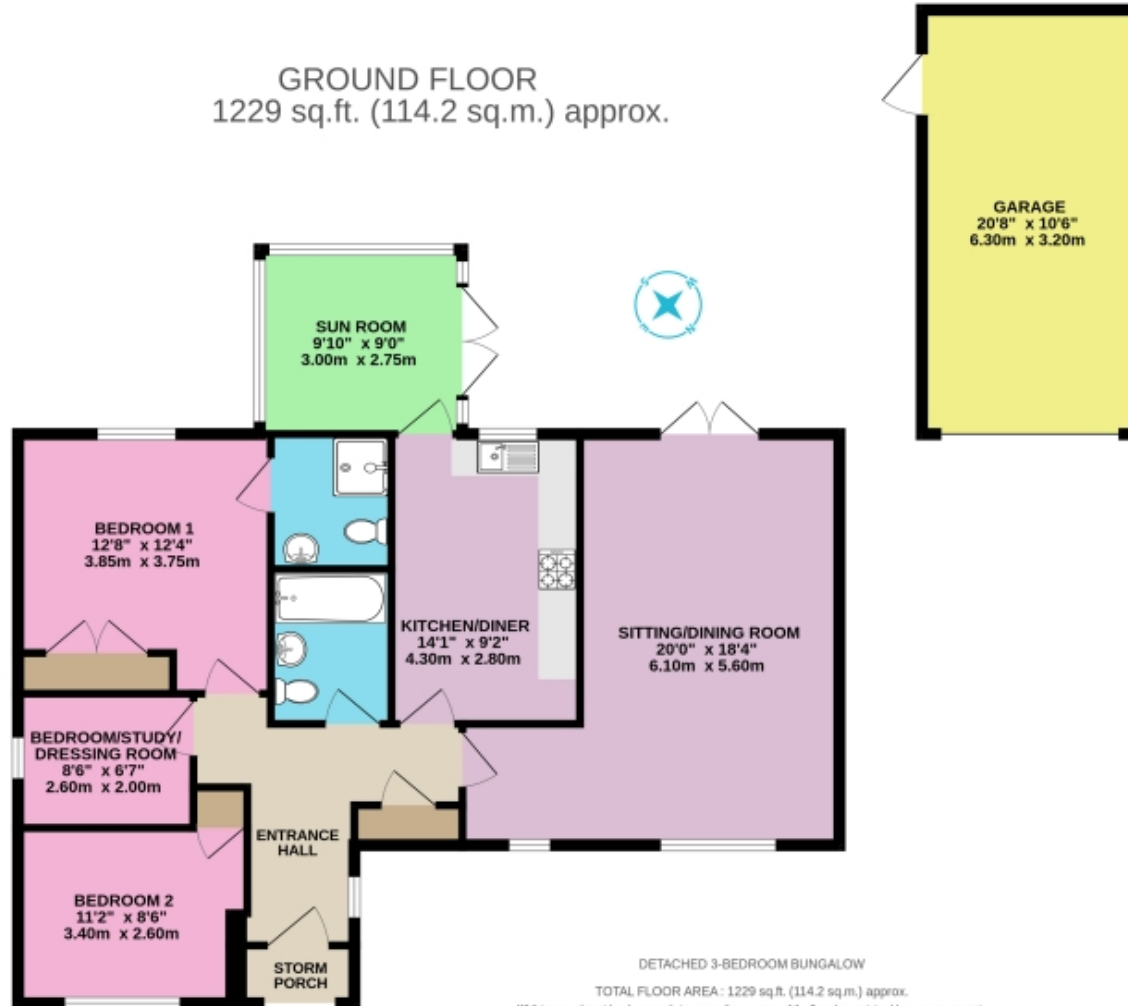 GROUND FLOOR
1229 sq.ft. (114.2 sq.m.) approx.
GARAGE
20'8" x 10'6"
6.30m x 3.20m
SUN ROOM
9'10" x 9'0"
3.00m x 2.75m
S
W
E
N
BEDROOM 1
12'8" x 12'4"
3.85m x 3.75m
KITCHEN/DINER
14'1" x 9'2"
4.30m x 2.80m
SITTING/DINING ROOM
20'0" x 18'4"
6.10m x 5.60m
BEDROOM/STUDY/
DRESSING ROOM
8'6" x 6'7"
2.60m x 2.00m
ENTRANCE
HALL
BEDROOM 2
11'2" x 8'6"
3.40m x 2.60m
STORM
PORCH
DETACHED 3-BEDROOM BUNGALOW
TOTAL FLOOR AREA : 1229 sq.ft. (114.2 sq.m.) approx.